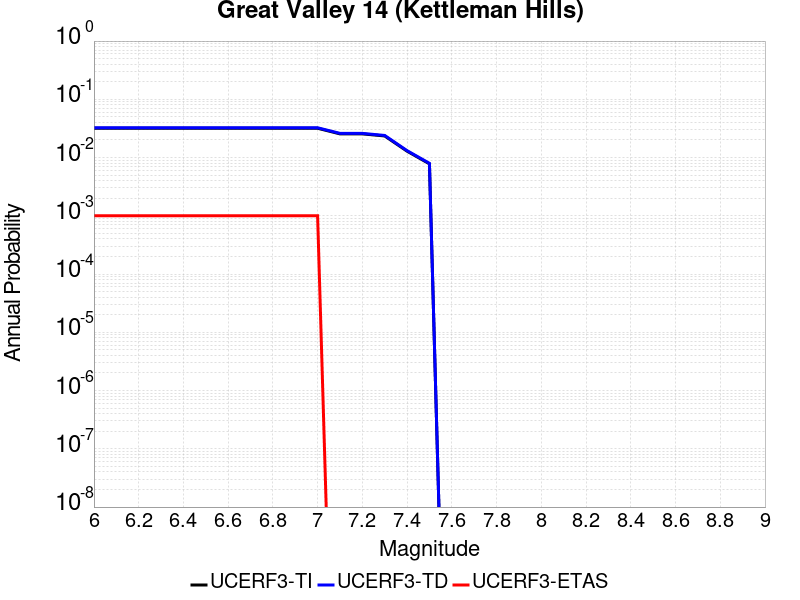 Great Valley 14 (Kettleman Hills)
10^0
10^-1
10^-2
10^-3
10^-4
10^-5
10^-6
10^-7
10^-8
Annual Probability
6 6.2 6.4 6.6 6.8 7 7.2 7.4 7.6 7.8 8 8.2 8.4 8.6 8.8 9
Magnitude
UCERF3-TI UCERF3-TD UCERF3-ETAS